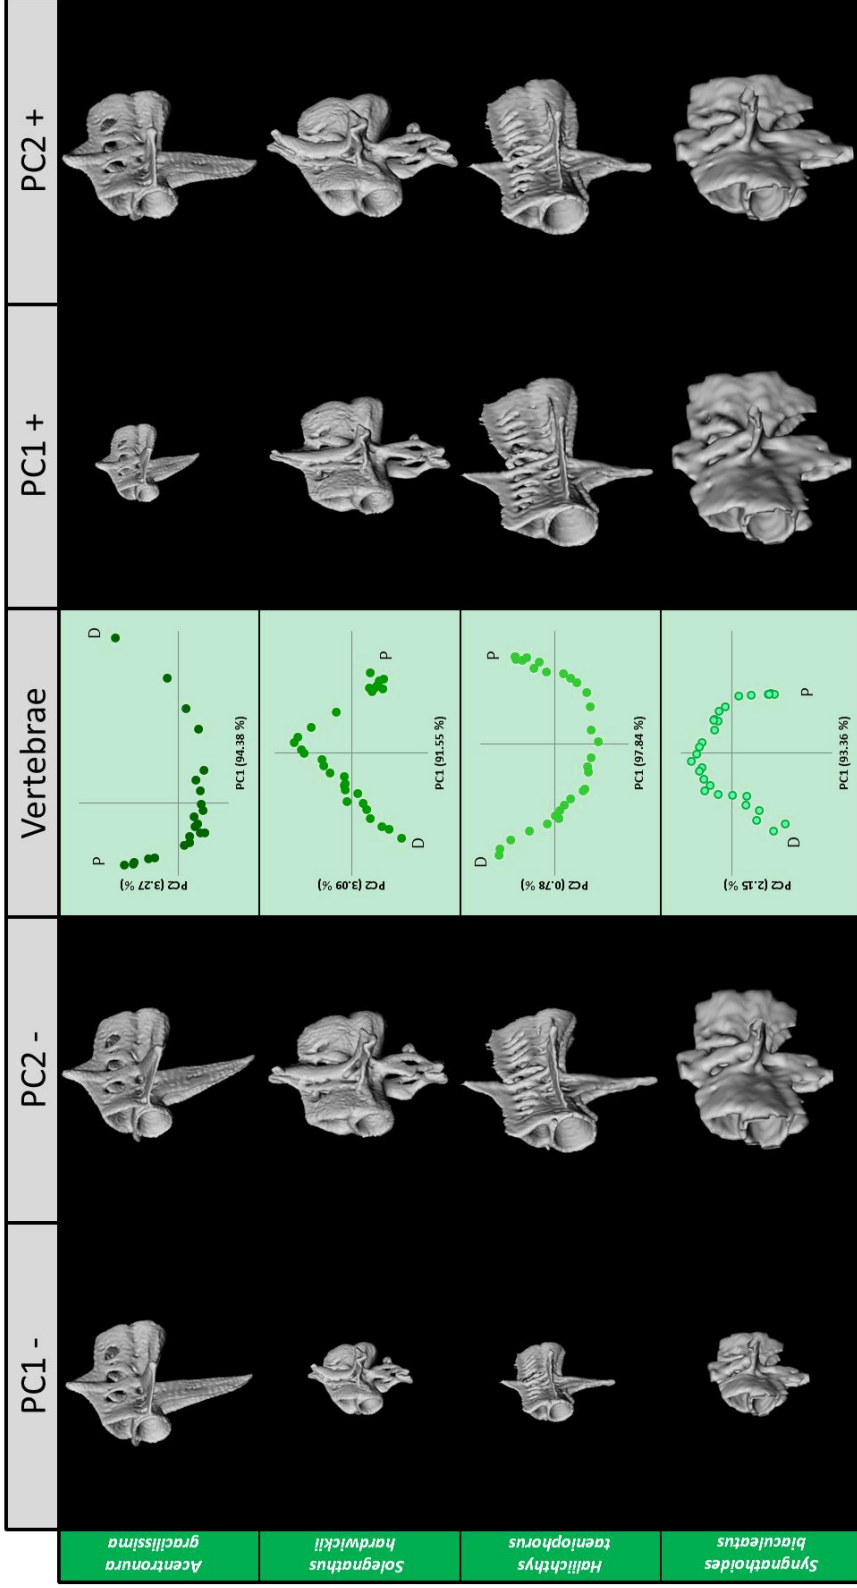 PC1 -
PC2 -
Vertebrae
PC1 +
PC2 +
Acentronura
gracilissima
P
D
PC2 (3.27 %)
PC1 (94.38 %)
Solegnathus
hardwickii
D
P
PC2 (3.09 %)
PC1 (91.55 %)
Haliichthys
taeniophorus
D
P
PC2 (0.78 %)
PC1 (97.84 %)
Syngnathoides
biaculeatus
D
P
PC2 (2.15 %)
PC1 (93.36 %)